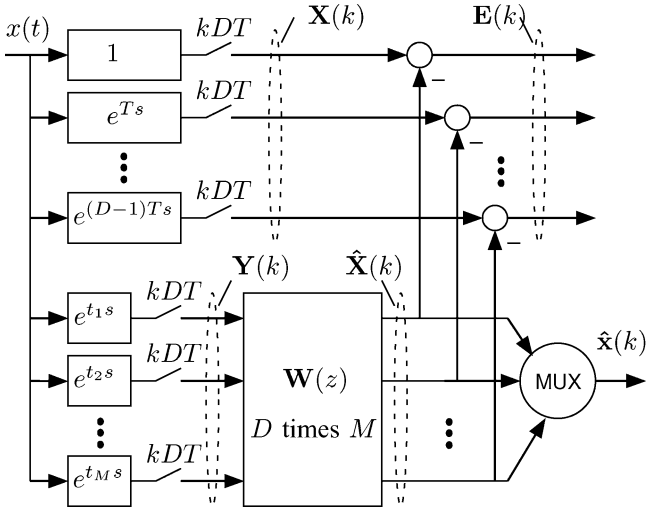 x(t)
kDT
X(k)
E(k)
1
kDT
e^{Ts}
−
kDT
−
e^{(D−1)Ts}
−
Y(k)
X̂(k)
kDT
e^{t_1 s}
kDT
W(z)
x̂(k)
e^{t_2 s}
MUX
D times M
kDT
e^{t_M s}